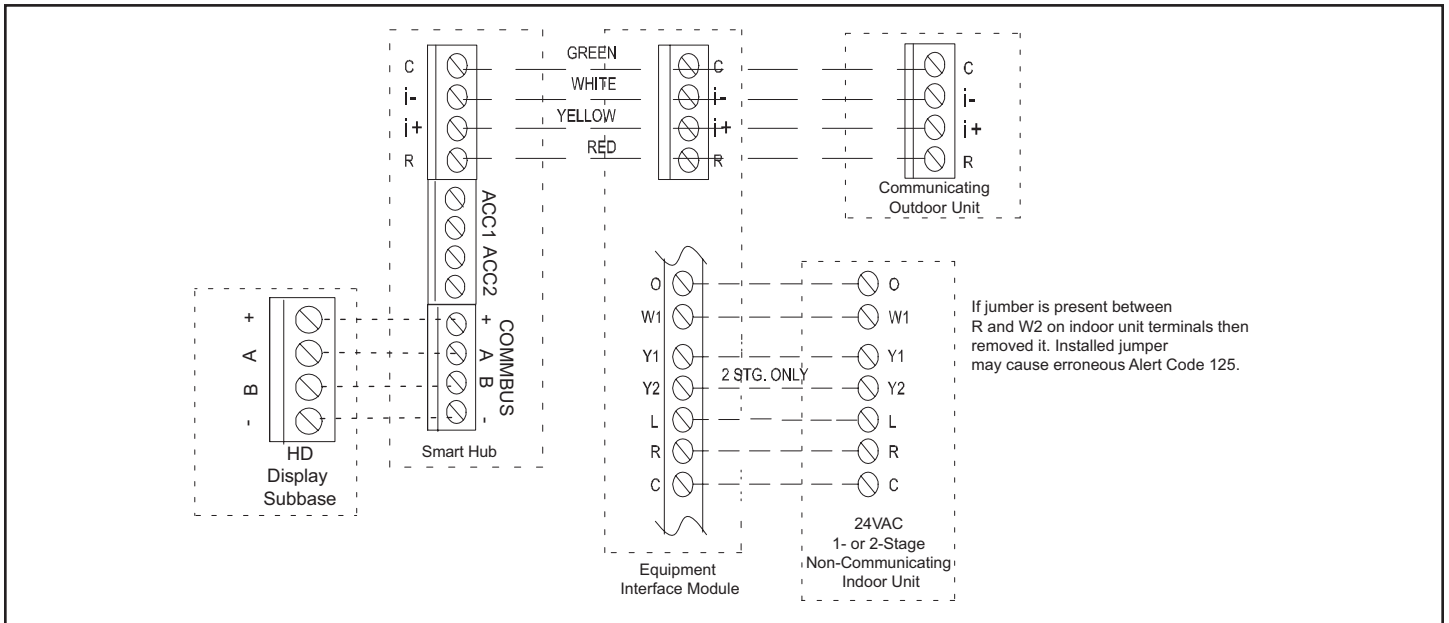 C
i-
i+
R
GREEN
WHITE
YELLOW
RED
C
i-
i+
R
C
i-
i+
R
Communicating
Outdoor Unit
ACC1 ACC2
+
A
B
-
COMMBUS
Smart Hub
+
A
B
-
HD
Display
Subbase
O
W1
Y1
Y2
L
R
C
2 STG. ONLY
Equipment
Interface Module
O
W1
Y1
Y2
L
R
C
24VAC
1- or 2-Stage
Non-Communicating
Indoor Unit
If jumber is present between
R and W2 on indoor unit terminals then
removed it. Installed jumper
may cause erroneous Alert Code 125.